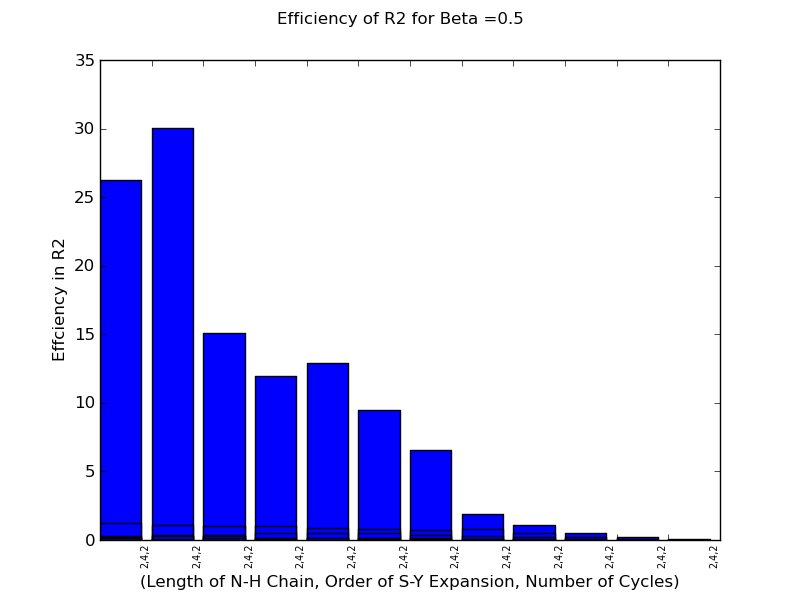 Efficiency of R2 for Beta =0.5
35
30
25
20
15
10
5
0
Effciency in R2
2,4,2 2,4,2 2,4,2 2,4,2 2,4,2 2,4,2 2,4,2 2,4,2 2,4,2 2,4,2 2,4,2 2,4,2
(Length of N-H Chain, Order of S-Y Expansion, Number of Cycles)